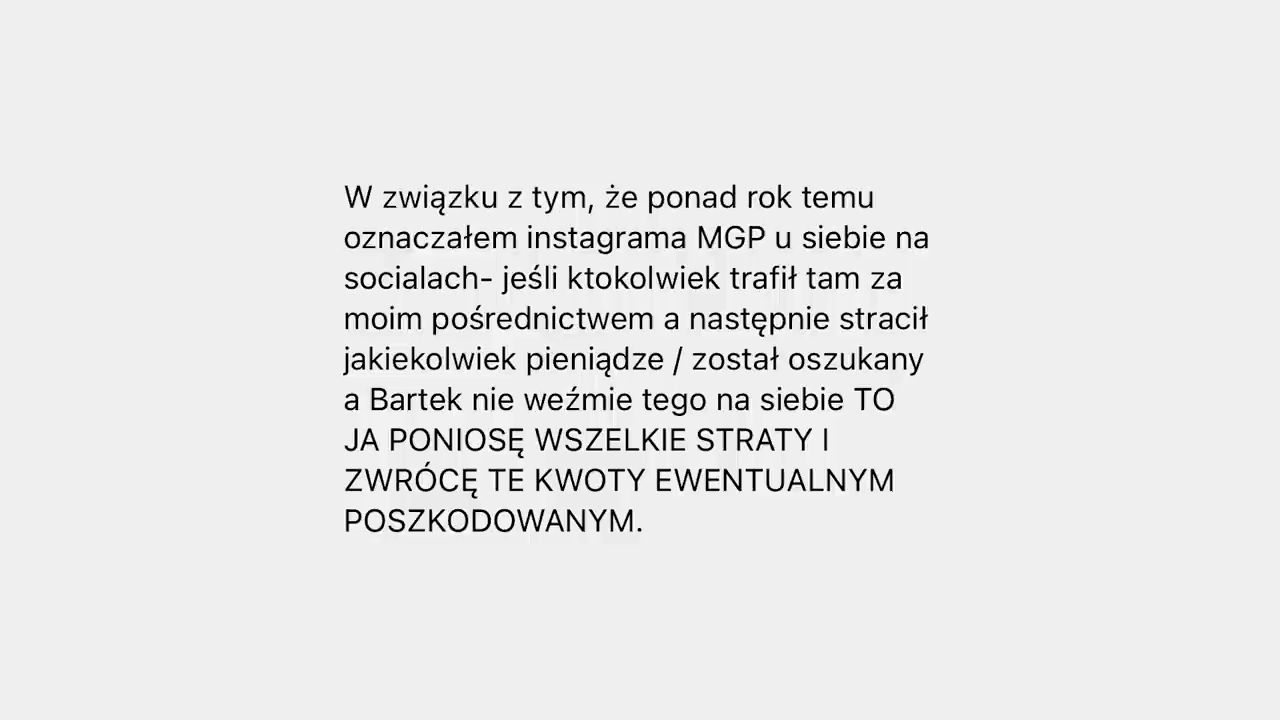 W związku z tym, że ponad rok temu
oznaczałem instagrama MGP u siebie na
socialach- jeśli ktokolwiek trafił tam za
moim pośrednictwem a następnie stracił
jakiekolwiek pieniądze / został oszukany
a Bartek nie weźmie tego na siebie TO
JA PONIOSĘ WSZELKIE STRATY I
ZWRÓCĘ TE KWOTY EWENTUALNYM
POSZKODOWANYM.